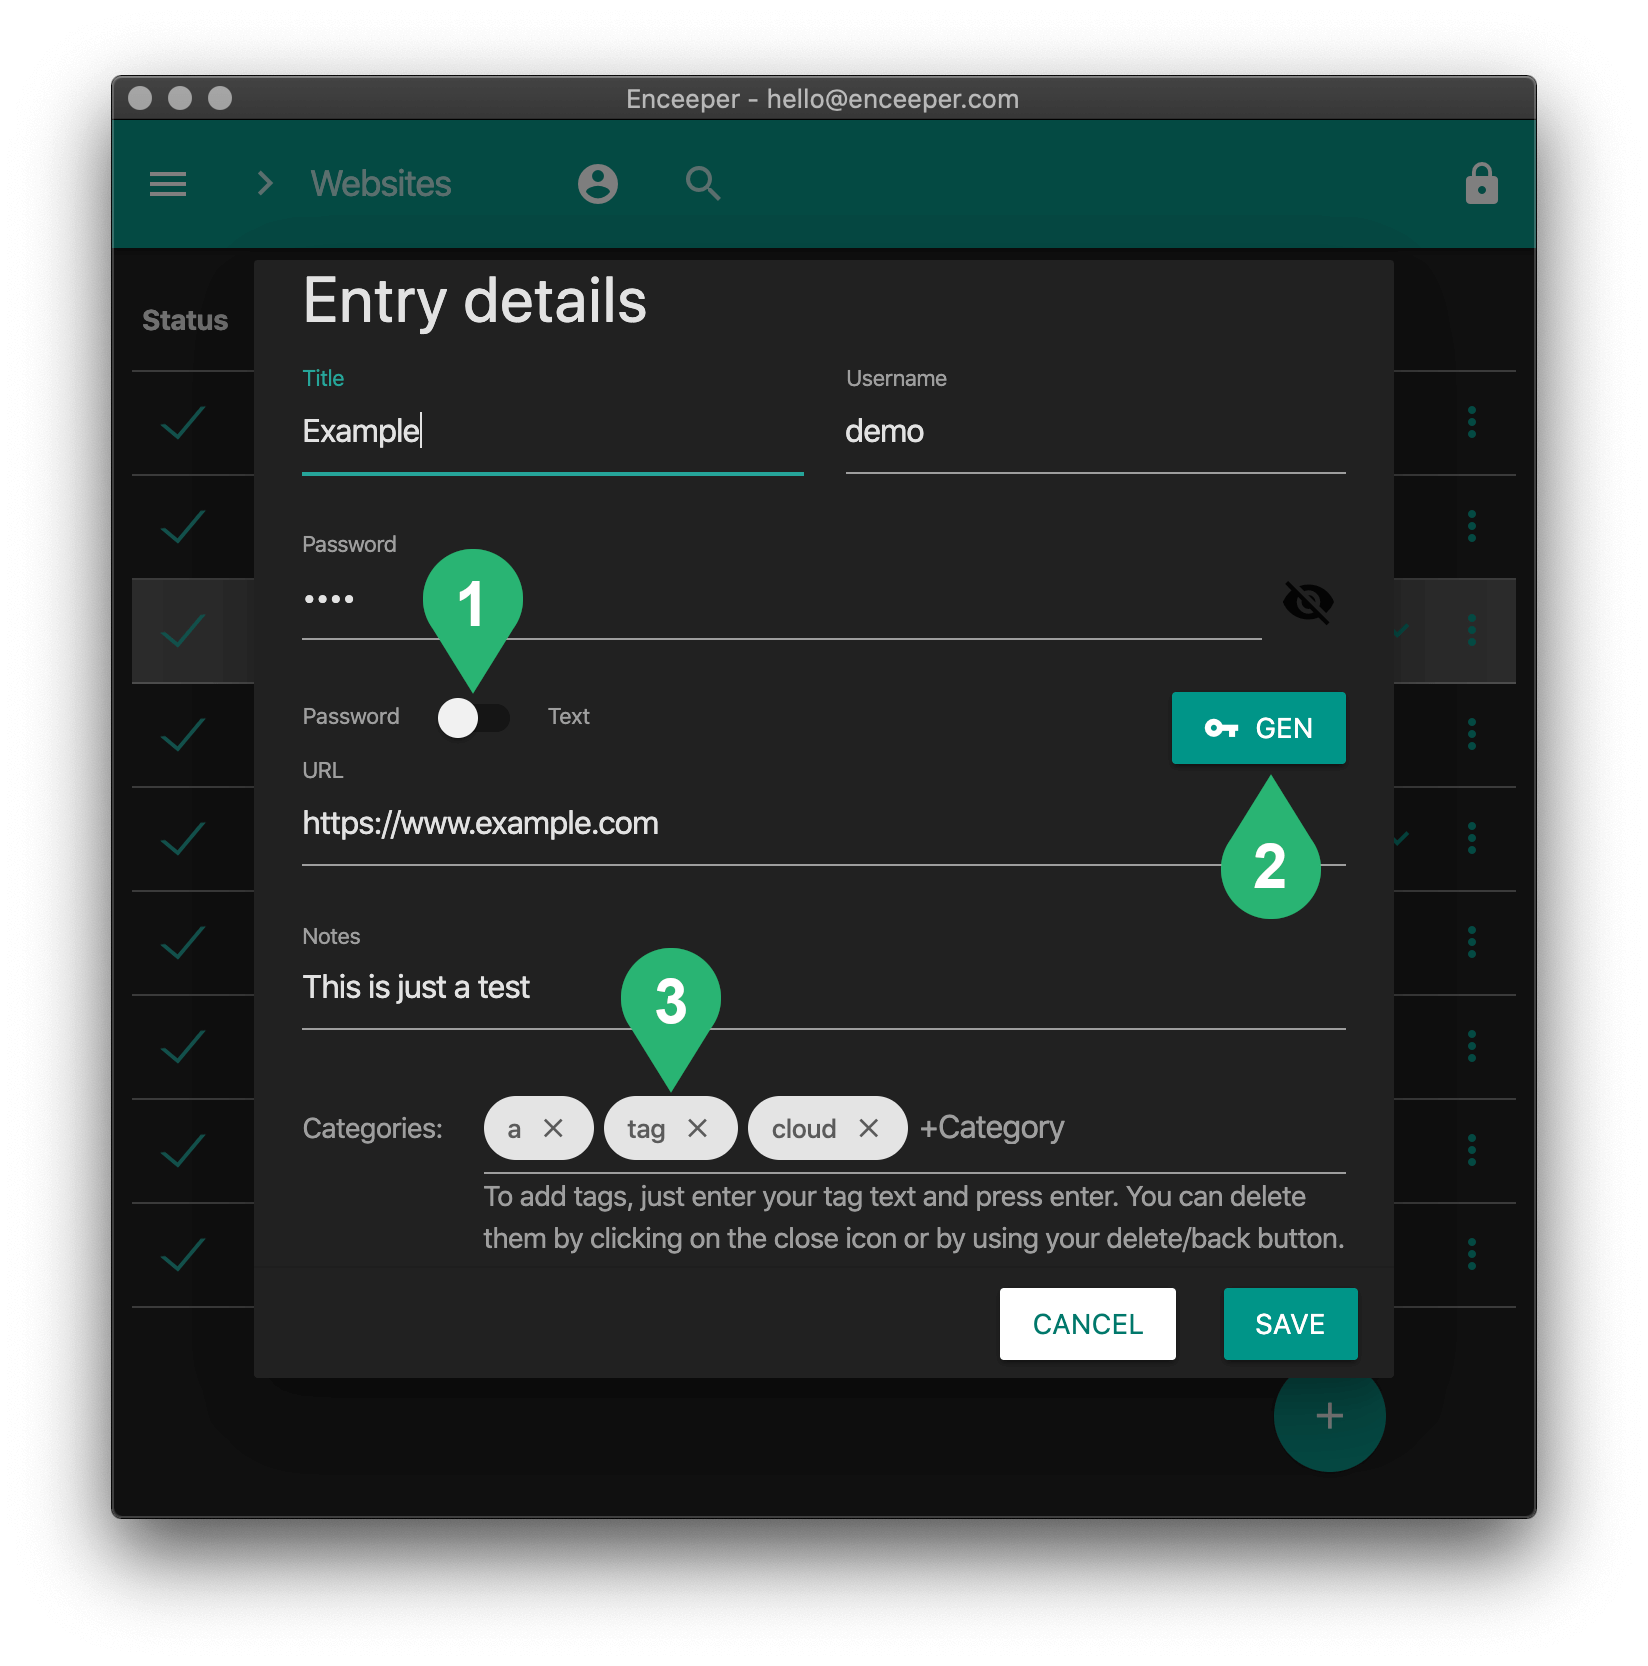 Enceeper - hello@enceeper.com
Websites
Status
Entry details
Title
Username
Example
demo
Password
••••
1
Password
Text
GEN
URL
https://www.example.com
2
Notes
This is just a test
3
Categories:
a
tag
cloud
+Category
To add tags, just enter your tag text and press enter. You can delete
them by clicking on the close icon or by using your delete/back button.
CANCEL
SAVE